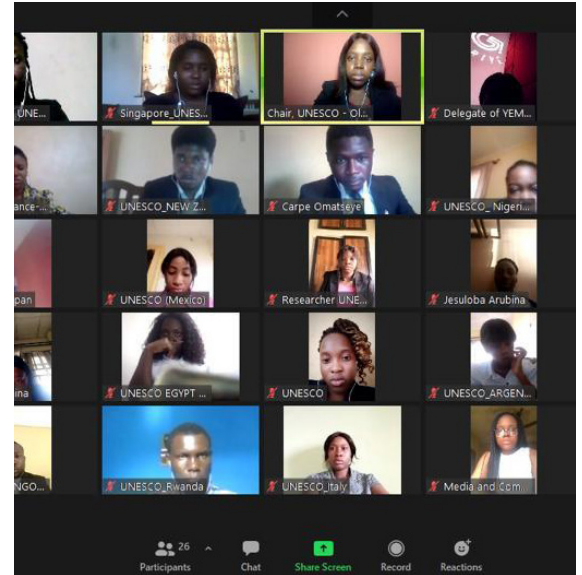 UNE...
Singapore_UNES...
Chair, UNESCO - Ol...
Delegate of YEM...
ance-...
UNESCO_NEW Z...
Carpe Omatseye
UNESCO_ Nigeri...
pan
UNESCO (Mexico)
Researcher UNE...
Jesuloba Arubina
ina
UNESCO EGYPT ...
UNESCO
UNESCO_ARGEN...
NGO...
UNESCO_Rwanda
UNESCO_Italy
Media and Com...
26
Participants
Chat
Share Screen
Record
Reactions